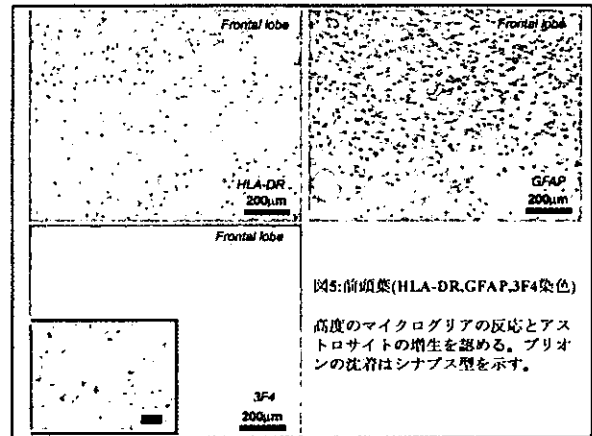 Frontal lobe
HLA-DR
200μm
Frontal lobe
GFAP
200μm
Frontal lobe
3F4
200μm
図5:前頭葉(HLA-DR,GFAP,3F4染色)
高度のマイクログリアの反応とアス
トロサイトの増生を認める。プリオ
ンの沈着はシナプス型を示す。